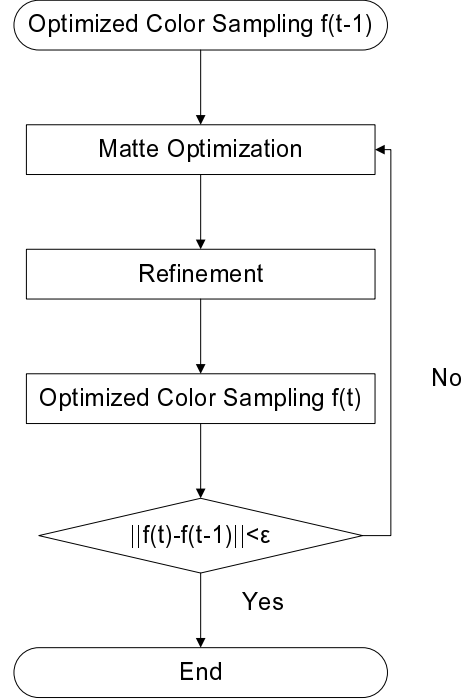 Optimized Color Sampling f(t-1)
Matte Optimization
Refinement
Optimized Color Sampling f(t)
No
||f(t)-f(t-1)||<ε
Yes
End